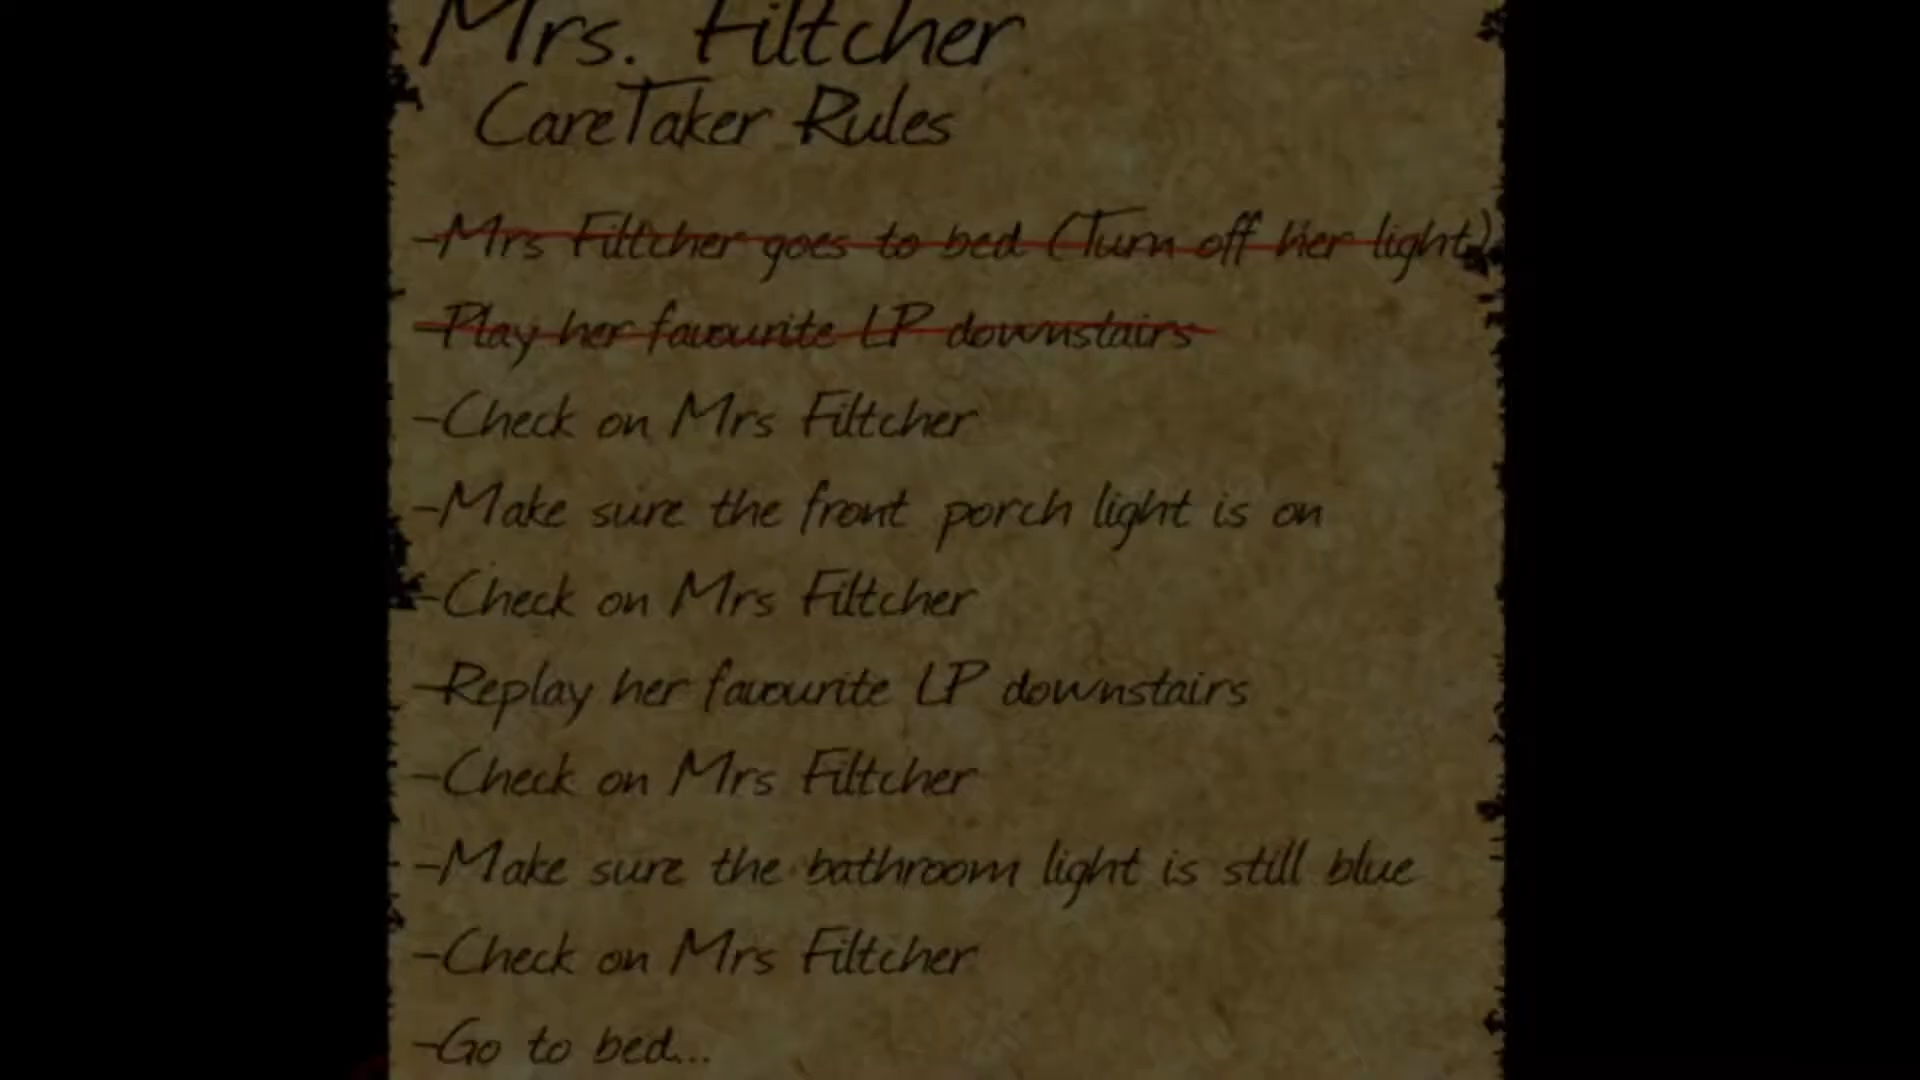 Mrs. Filtcher
CareTaker Rules
-Mrs Filtcher goes to bed (Turn off her light)
-Play her favourite LP downstairs
-Check on Mrs Filtcher
-Make sure the front porch light is on
-Check on Mrs Filtcher
-Replay her favourite LP downstairs
-Check on Mrs Filtcher
-Make sure the bathroom light is still blue
-Check on Mrs Filtcher
-Go to bed...